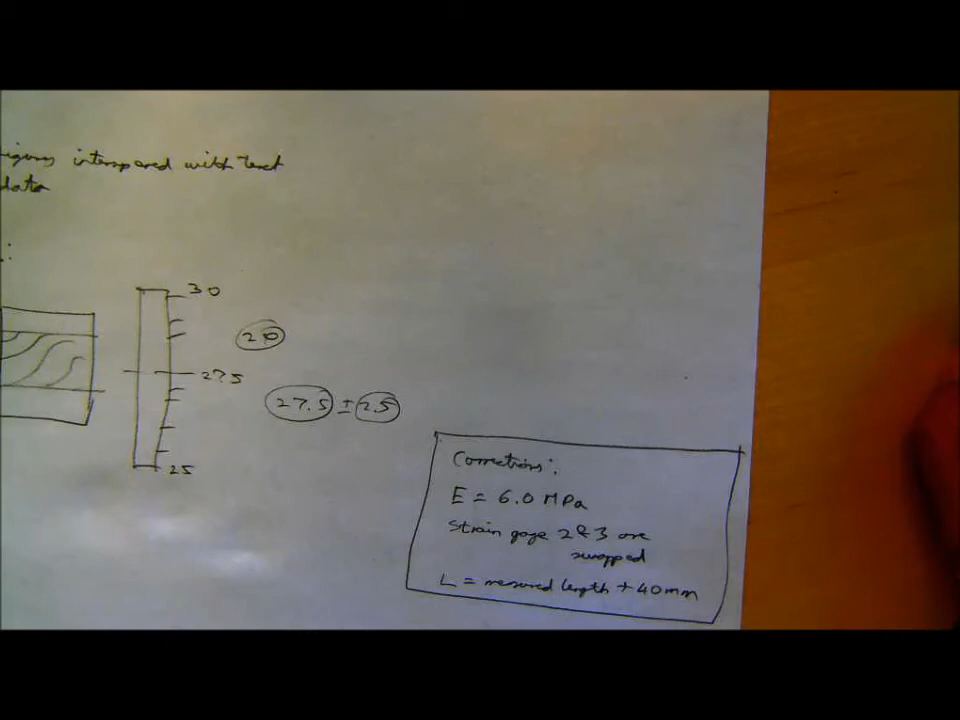 interspersed with text
data
:
30
20
27.5
27.5 ± 2.5
25
Corrections:
E = 6.0 MPa
Strain gage 2 & 3 are
swapped
L = measured length + 40mm